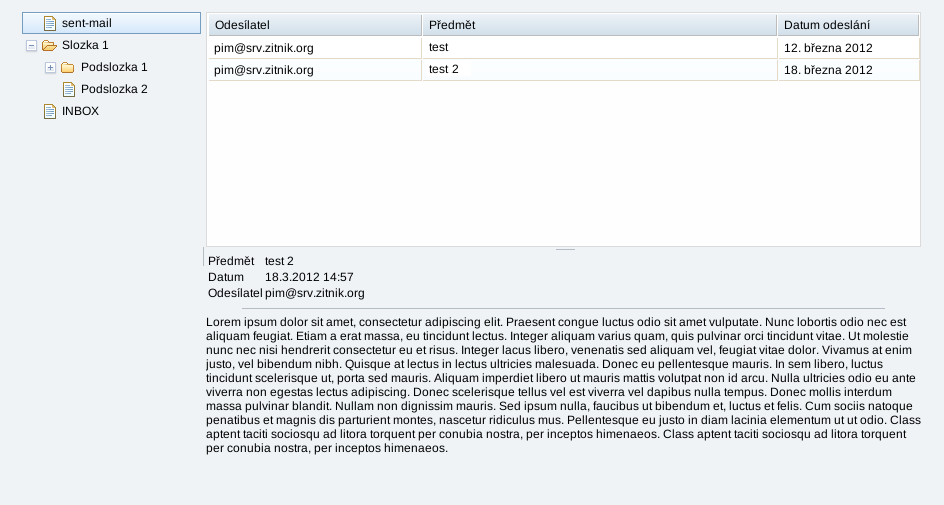 sent-mail
Slozka 1
Podslozka 1
Podslozka 2
INBOX
Odesílatel Předmět Datum odeslání
pim@srv.zitnik.org test 12. března 2012
pim@srv.zitnik.org test 2 18. března 2012
Předmět test 2
Datum 18.3.2012 14:57
Odesílatel pim@srv.zitnik.org
Lorem ipsum dolor sit amet, consectetur adipiscing elit. Praesent congue luctus odio sit amet vulputate. Nunc lobortis odio nec est
aliquam feugiat. Etiam a erat massa, eu tincidunt lectus. Integer aliquam varius quam, quis pulvinar orci tincidunt vitae. Ut molestie
nunc nec nisi hendrerit consectetur eu et risus. Integer lacus libero, venenatis sed aliquam vel, feugiat vitae dolor. Vivamus at enim
justo, vel bibendum nibh. Quisque at lectus in lectus ultricies malesuada. Donec eu pellentesque mauris. In sem libero, luctus
tincidunt scelerisque ut, porta sed mauris. Aliquam imperdiet libero ut mauris mattis volutpat non id arcu. Nulla ultricies odio eu ante
viverra non egestas lectus adipiscing. Donec scelerisque tellus vel est viverra vel dapibus nulla tempus. Donec mollis interdum
massa pulvinar blandit. Nullam non dignissim mauris. Sed ipsum nulla, faucibus ut bibendum et, luctus et felis. Cum sociis natoque
penatibus et magnis dis parturient montes, nascetur ridiculus mus. Pellentesque eu justo in diam lacinia elementum ut ut odio. Class
aptent taciti sociosqu ad litora torquent per conubia nostra, per inceptos himenaeos. Class aptent taciti sociosqu ad litora torquent
per conubia nostra, per inceptos himenaeos.